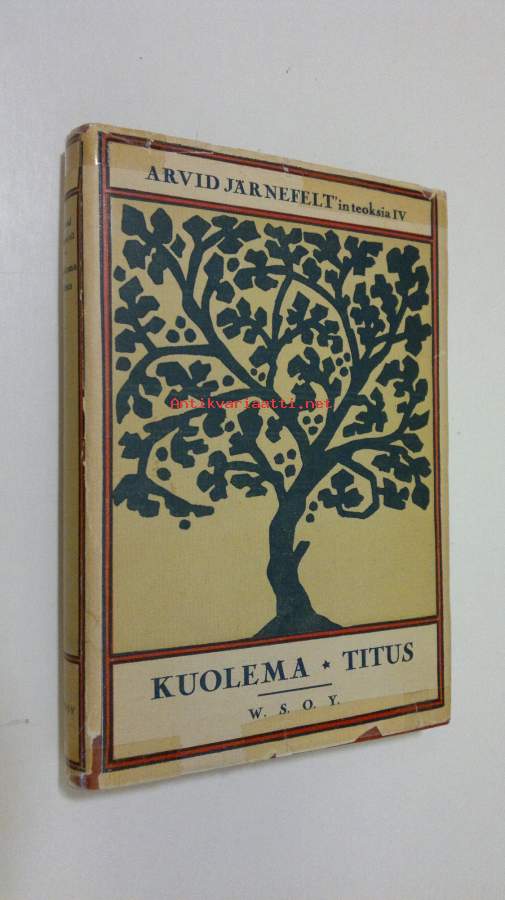 ARVID JÄRNEFELT'in teoksia IV
Antikvariaatti.net
KUOLEMA ★ TITUS
W. S. O. Y.